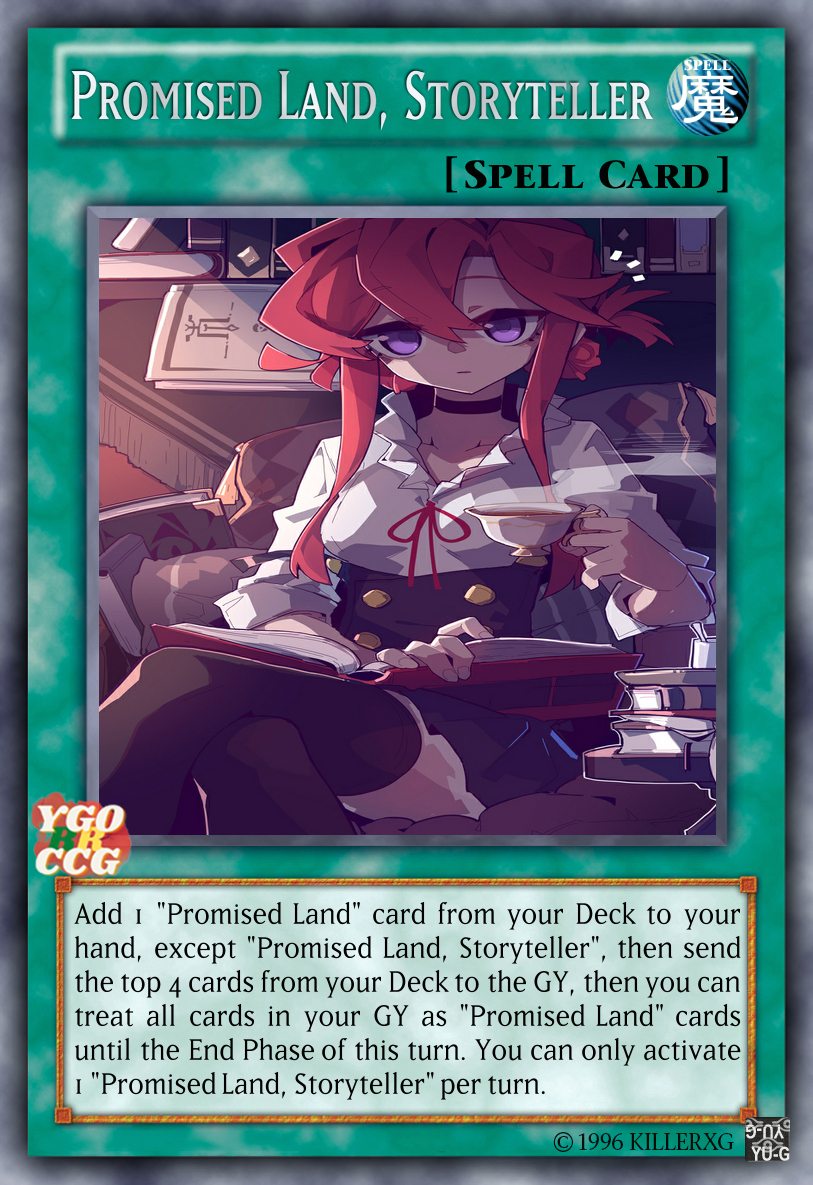 PROMISED LAND, STORYTELLER
SPELL
魔
[SPELL CARD]
YGO
RR
CCG
Add 1 "Promised Land" card from your Deck to your
hand, except "Promised Land, Storyteller", then send
the top 4 cards from your Deck to the GY, then you can
treat all cards in your GY as "Promised Land" cards
until the End Phase of this turn. You can only activate
1 "Promised Land, Storyteller" per turn.
© 1996 KILLERXG
YU-G